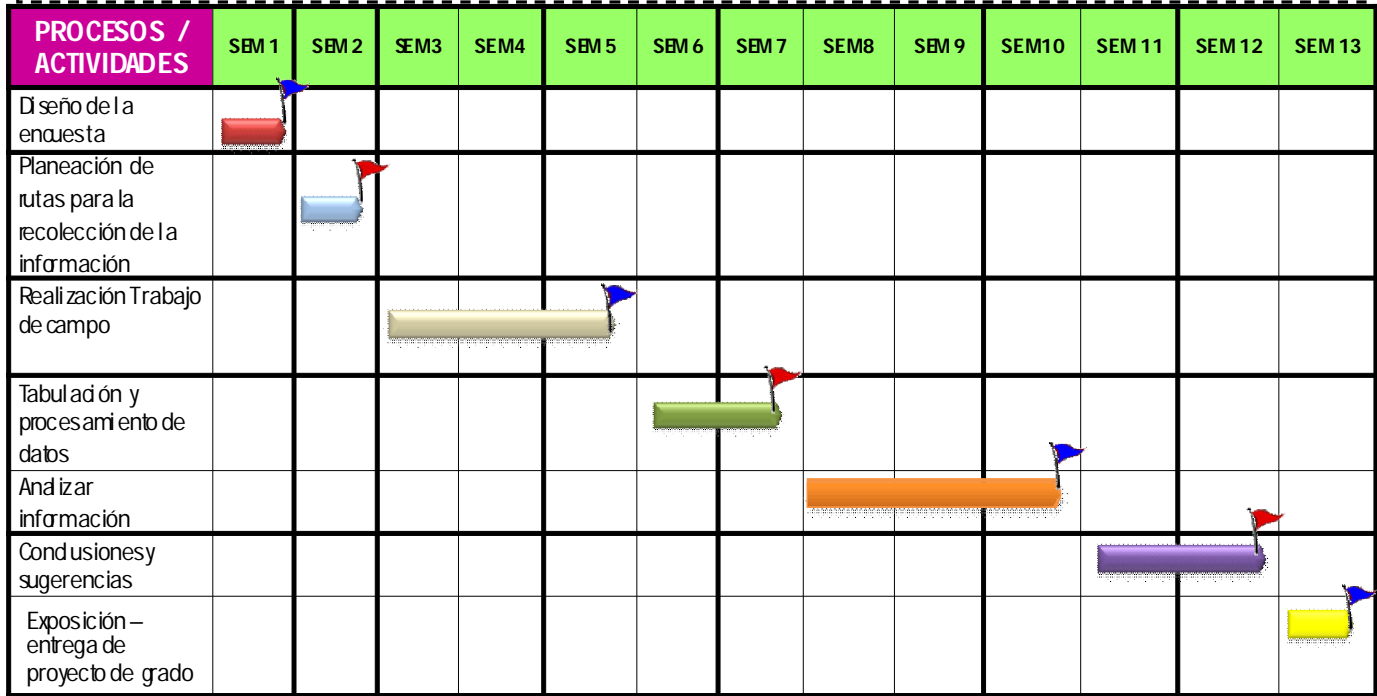 PROCESOS /
ACTIVIDADES
SEM 1 SEM 2 SEM3 SEM4 SEM 5 SEM 6 SEM 7 SEM8 SEM 9 SEM10 SEM 11 SEM 12 SEM 13
Diseño de la
encuesta
Planeación de
rutas para la
recolección de la
información
Realización Trabajo
de campo
Tabulación y
procesamiento de
datos
Analizar
información
Conclusiones y
sugerencias
Exposición –
entrega de
proyecto de grado